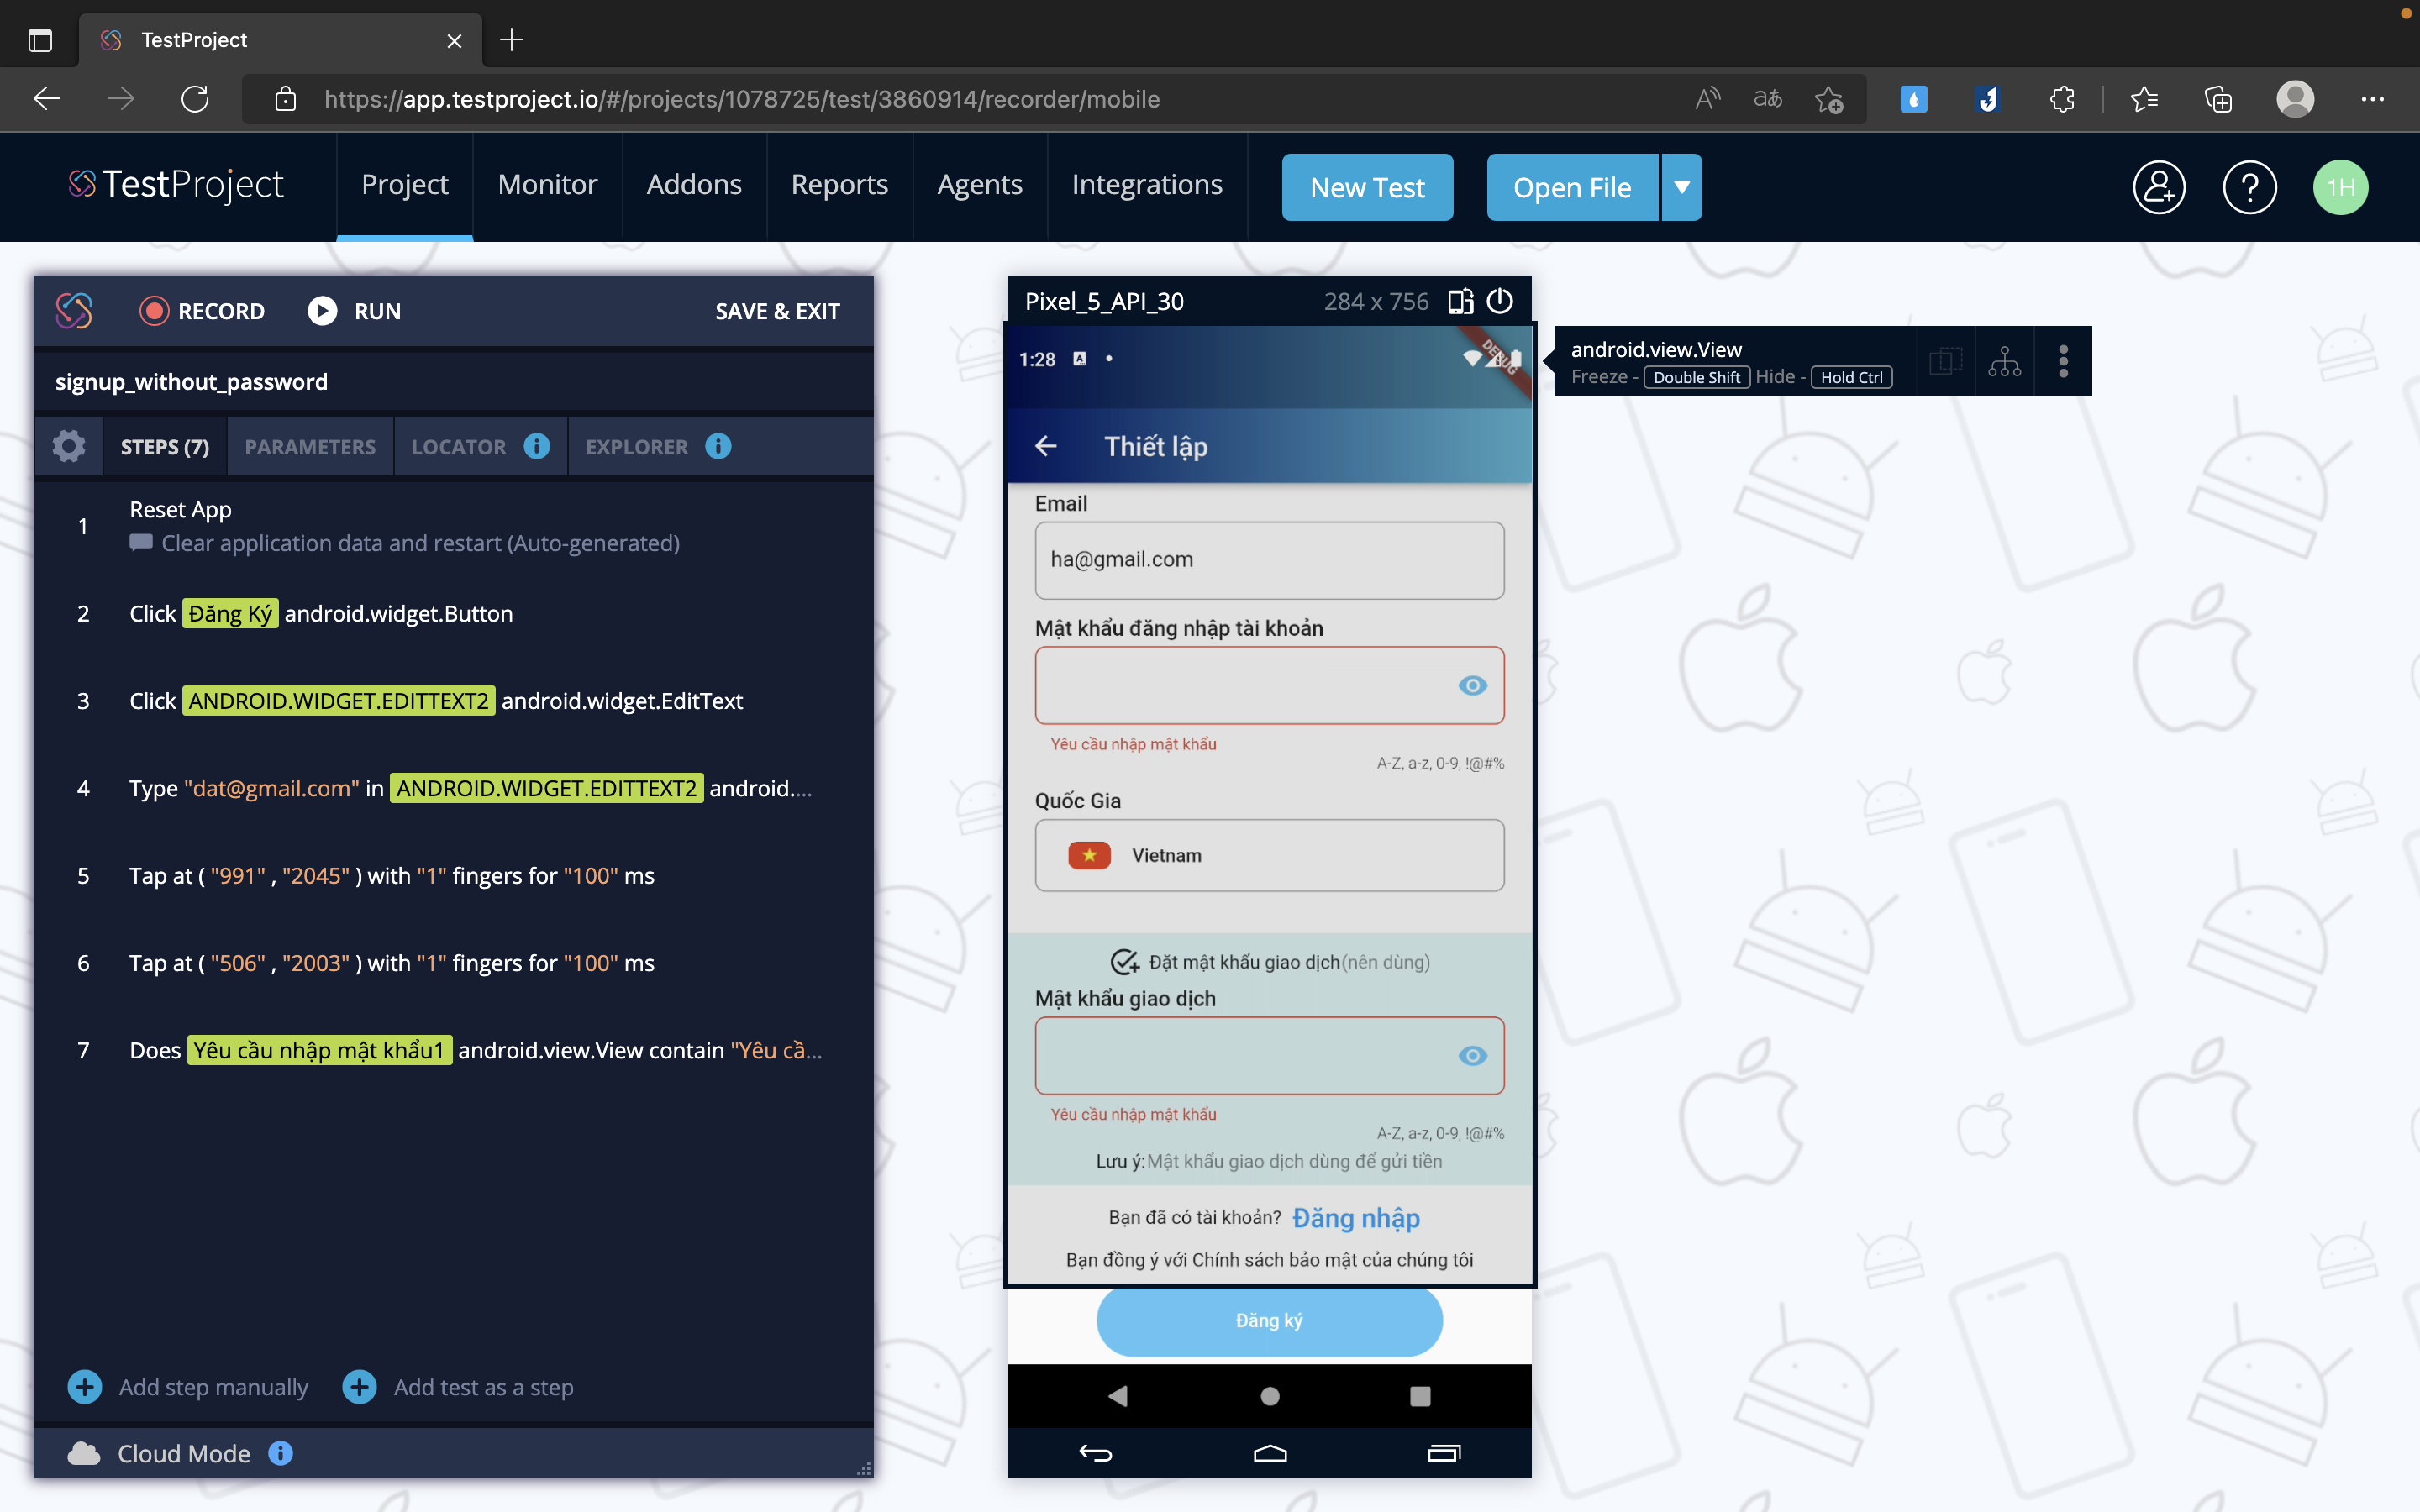 TestProject
https://app.testproject.io/#/projects/1078725/test/3860914/recorder/mobile
TestProject
Project
Monitor
Addons
Reports
Agents
Integrations
New Test
Open File
1H
RECORD
RUN
SAVE & EXIT
signup_without_password
STEPS (7)
PARAMETERS
LOCATOR
EXPLORER
1
Reset App
Clear application data and restart (Auto-generated)
2
Click Đăng Ký android.widget.Button
3
Click ANDROID.WIDGET.EDITTEXT2 android.widget.EditText
4
Type "dat@gmail.com" in ANDROID.WIDGET.EDITTEXT2 android....
5
Tap at ( "991" , "2045" ) with "1" fingers for "100" ms
6
Tap at ( "506" , "2003" ) with "1" fingers for "100" ms
7
Does Yêu cầu nhập mật khẩu1 android.view.View contain "Yêu cầ...
Add step manually
Add test as a step
Cloud Mode
Pixel_5_API_30
284 x 756
1:28
DEBUG
Thiết lập
Email
ha@gmail.com
Mật khẩu đăng nhập tài khoản
Yêu cầu nhập mật khẩu
A-Z, a-z, 0-9, !@#%
Quốc Gia
Vietnam
Đặt mật khẩu giao dịch(nên dùng)
Mật khẩu giao dịch
Yêu cầu nhập mật khẩu
A-Z, a-z, 0-9, !@#%
Lưu ý:Mật khẩu giao dịch dùng để gửi tiền
Bạn đã có tài khoản? Đăng nhập
Bạn đồng ý với Chính sách bảo mật của chúng tôi
Đăng ký
android.view.View
Freeze - Double Shift Hide - Hold Ctrl